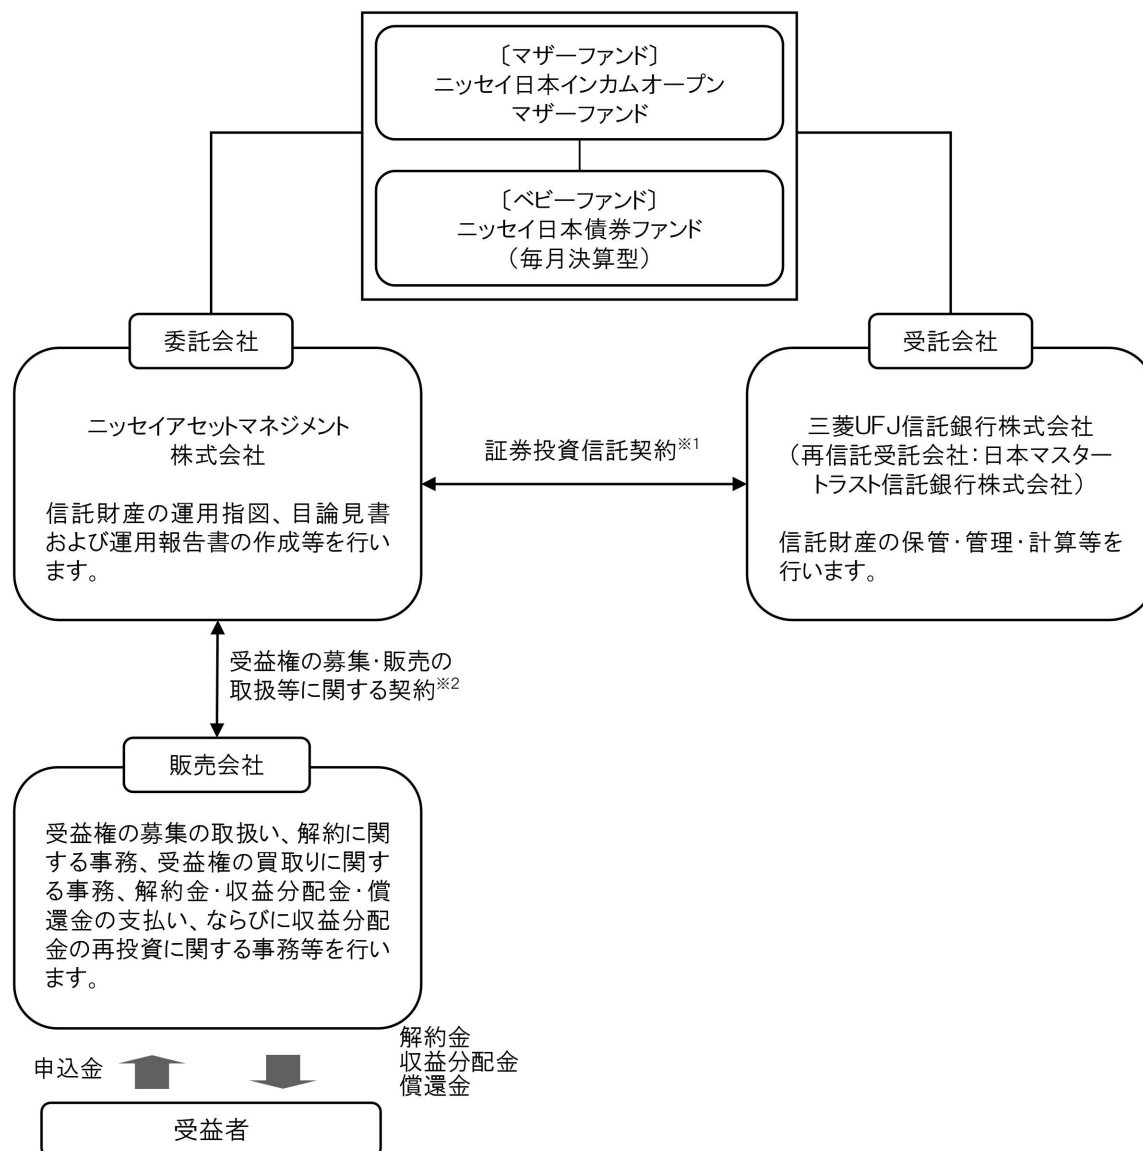 〔マザーファンド〕
ニッセイ日本インカムオープン
マザーファンド
〔ベビーファンド〕
ニッセイ日本債券ファンド
（毎月決算型）
委託会社
ニッセイアセットマネジメント
株式会社
信託財産の運用指図、目論見書
および運用報告書の作成等を行い
ます。
証券投資信託契約※1
受託会社
三菱UFJ信託銀行株式会社
（再信託受託会社：日本マスター
トラスト信託銀行株式会社）
信託財産の保管・管理・計算等を
行います。
受益権の募集・販売の
取扱等に関する契約※2
販売会社
受益権の募集の取扱い、解約に関
する事務、受益権の買取りに関す
る事務、解約金・収益分配金・償
還金の支払い、ならびに収益分配
金の再投資に関する事務等を行い
ます。
申込金
解約金
収益分配金
償還金
受益者